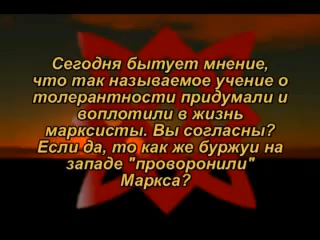 Сегодня бытует мнение,
что так называемое учение о
толерантности придумали и
воплотили в жизнь
марксисты. Вы согласны?
Если да, то как же буржуи на
западе "проворонили"
Маркса?